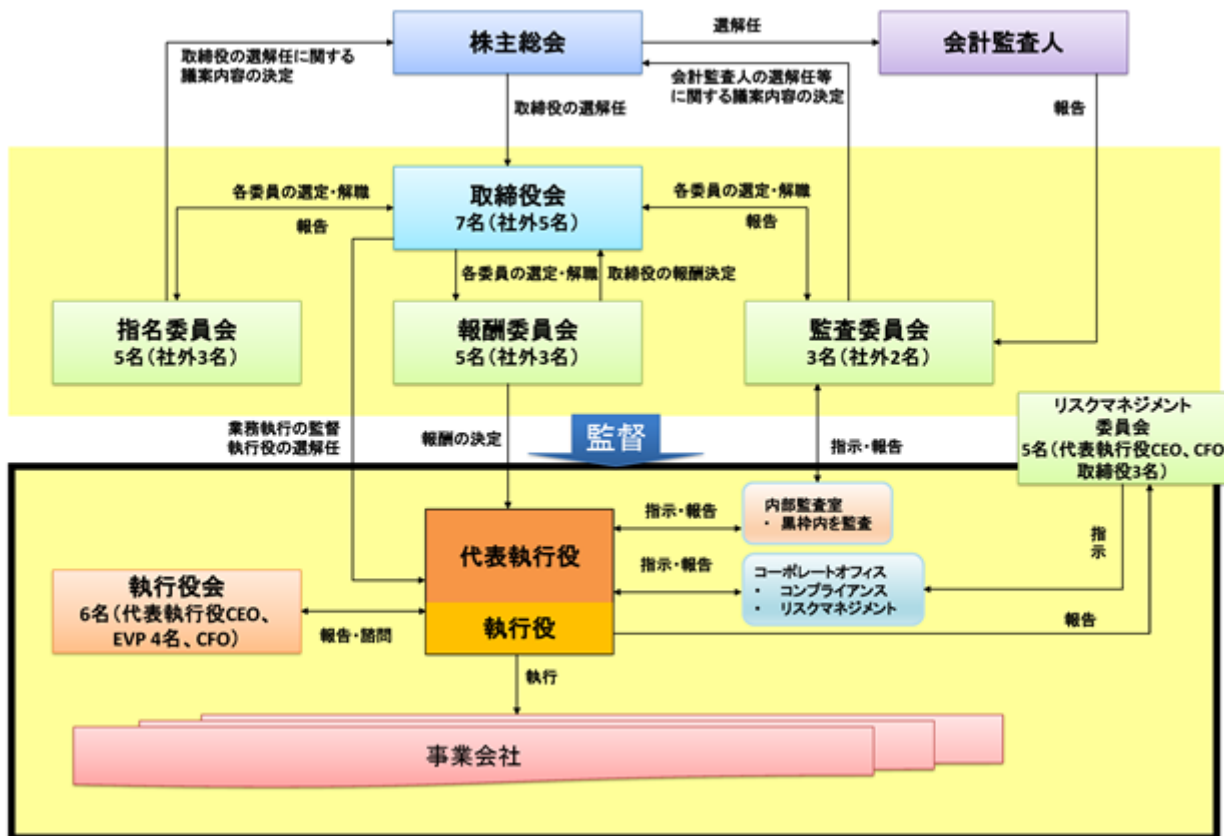 株主総会
選解任
会計監査人
取締役の選解任に関する
議案内容の決定
会計監査人の選解任等
に関する議案内容の決定
取締役の選解任
報告
取締役会
7名(社外5名)
各委員の選定・解職
報告
各委員の選定・解職
報告
各委員の選定・解職
取締役の報酬決定
指名委員会
5名(社外3名)
報酬委員会
5名(社外3名)
監査委員会
3名(社外2名)
業務執行の監督
執行役の選解任
報酬の決定
監督
指示・報告
リスクマネジメント
委員会
5名(代表執行役CEO、CFO
取締役3名)
内部監査室
・ 黒枠内を監査
指示・報告
代表執行役
指示・報告
コーポレートオフィス
・ コンプライアンス
・ リスクマネジメント
指示
執行役会
6名(代表執行役CEO、
EVP 4名、CFO)
報告・諮問
執行役
報告
執行
事業会社